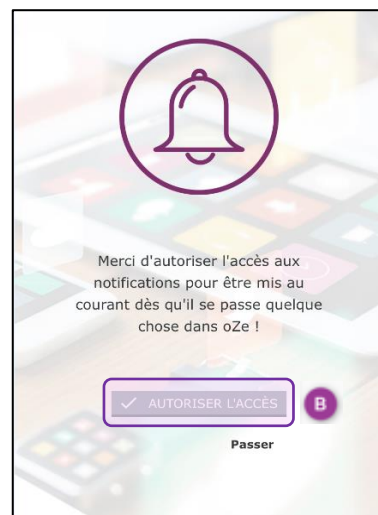 Merci d'autoriser l'accès aux
notifications pour être mis au
courant dès qu'il se passe quelque
chose dans oZe !
AUTORISER L'ACCÈS
B
Passer